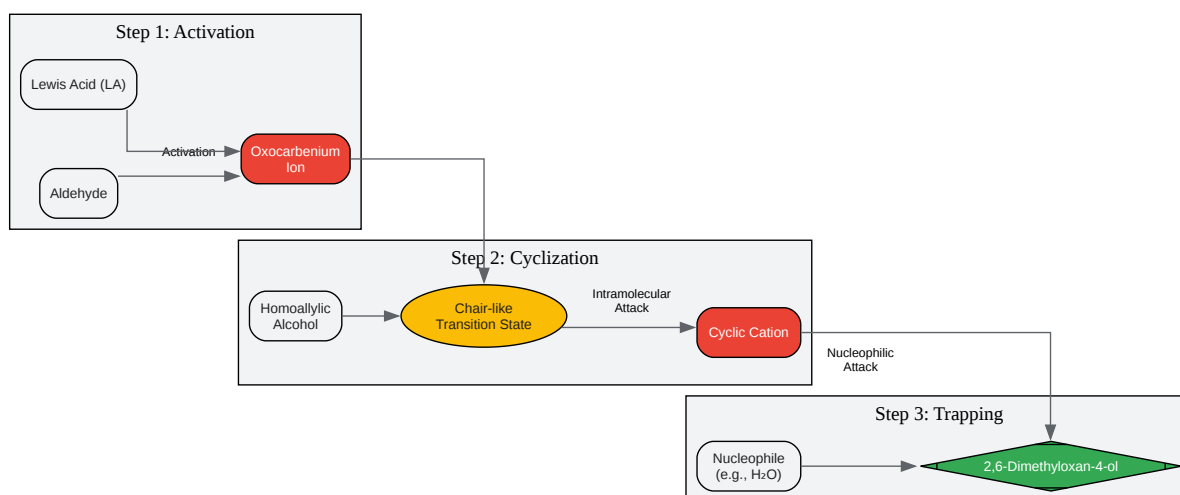 Step 1: Activation
Lewis Acid (LA)
Activation
Oxocarbenium
Ion
Aldehyde
Step 2: Cyclization
Homoallylic
Alcohol
Chair-like
Transition State
Intramolecular
Attack
Cyclic Cation
Nucleophilic
Attack
Step 3: Trapping
Nucleophile
(e.g., H₂O)
2,6-Dimethyloxan-4-ol